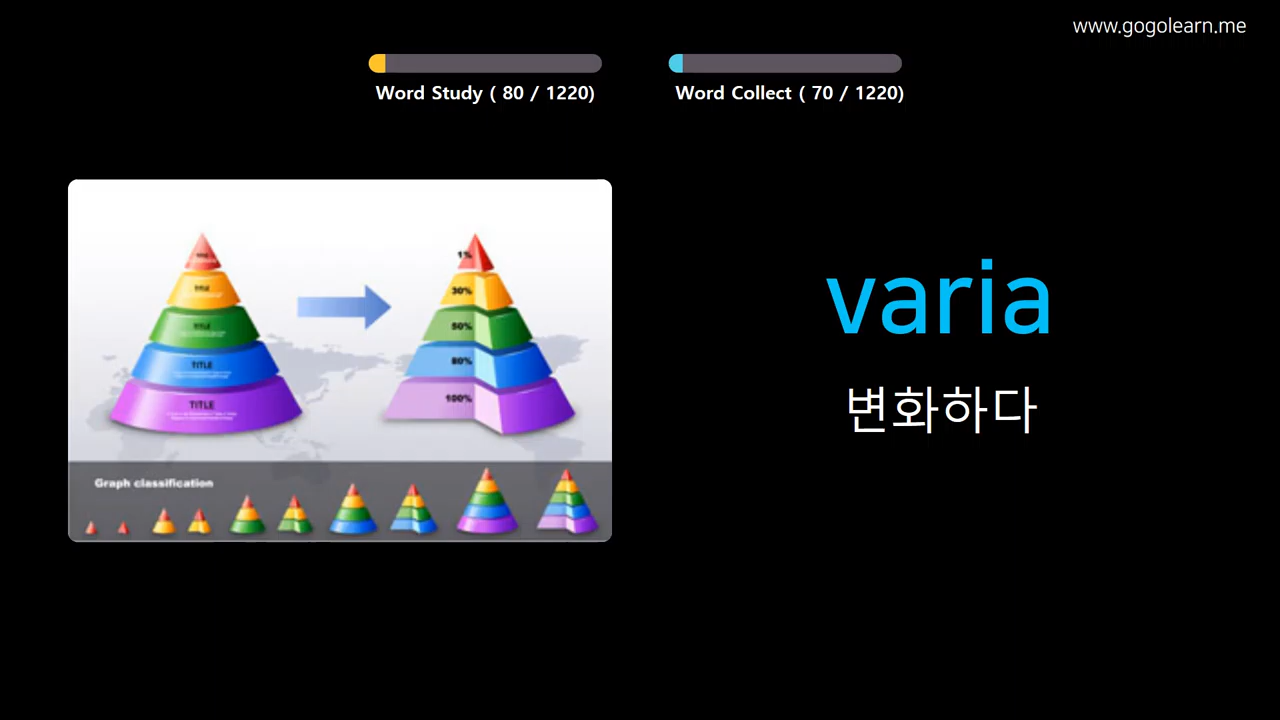 www.gogolearn.me
Word Study ( 80 / 1220)
Word Collect ( 70 / 1220)
varia
변화하다
TITLE
TITLE
TITLE
TITLE
1%
30%
50%
80%
100%
Graph classification